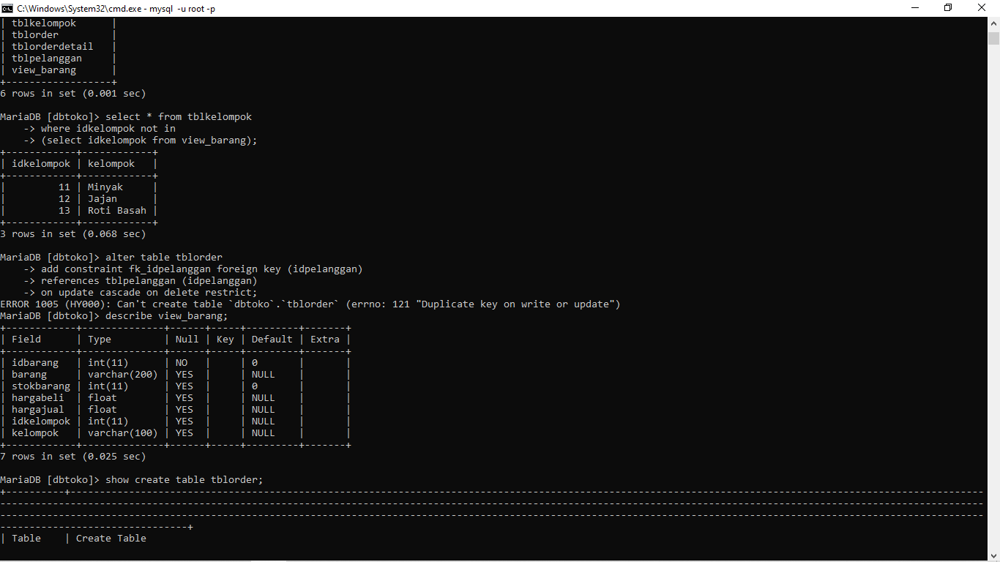 C:\Windows\System32\cmd.exe - mysql  -u root -p
| tblkelompok      |
| tblorder         |
| tblorderdetail   |
| tblpelanggan     |
| view_barang      |
+------------------+
6 rows in set (0.001 sec)
MariaDB [dbtoko]> select * from tblkelompok
    -> where idkelompok not in
    -> (select idkelompok from view_barang);
+------------+------------+
| idkelompok | kelompok   |
+------------+------------+
|         11 | Minyak     |
|         12 | Jajan      |
|         13 | Roti Basah |
+------------+------------+
3 rows in set (0.068 sec)
MariaDB [dbtoko]> alter table tblorder
    -> add constraint fk_idpelanggan foreign key (idpelanggan)
    -> references tblpelanggan (idpelanggan)
    -> on update cascade on delete restrict;
ERROR 1005 (HY000): Can't create table `dbtoko`.`tblorder` (errno: 121 "Duplicate key on write or update")
MariaDB [dbtoko]> describe view_barang;
+------------+--------------+------+-----+---------+-------+
| Field      | Type         | Null | Key | Default | Extra |
+------------+--------------+------+-----+---------+-------+
| idbarang   | int(11)      | NO   |     | 0       |       |
| barang     | varchar(200) | YES  |     | NULL    |       |
| stokbarang | int(11)      | YES  |     | 0       |       |
| hargabeli  | float        | YES  |     | NULL    |       |
| hargajual  | float        | YES  |     | NULL    |       |
| idkelompok | int(11)      | YES  |     | NULL    |       |
| kelompok   | varchar(100) | YES  |     | NULL    |       |
+------------+--------------+------+-----+---------+-------+
7 rows in set (0.025 sec)
MariaDB [dbtoko]> show create table tblorder;
+----------+------------------------------------------------------------------------------------------------------------------------------------------------------------
------------------------------------------------------------------------------------------------------------------------------------------------------------------------
------------------------------------------------------------------------------------------------------------------------------------------------------------------------
--------------------------------+
| Table    | Create Table